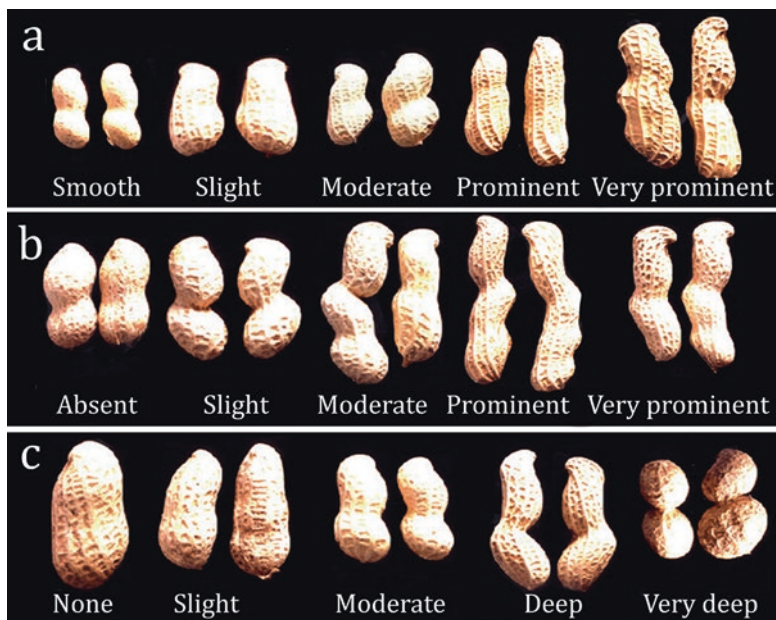 a
Smooth Slight Moderate Prominent Very prominent
b
Absent Slight Moderate Prominent Very prominent
c
None Slight Moderate Deep Very deep